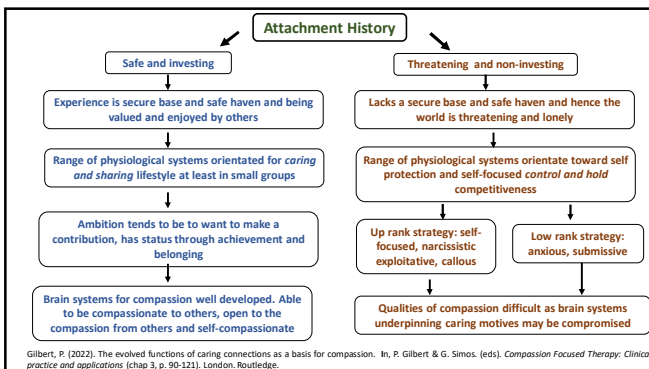 Attachment History
Safe and investing
Experience is secure base and safe haven and being
valued and enjoyed by others
Range of physiological systems orientated for caring
and sharing lifestyle at least in small groups
Ambition tends to be to want to make a
contribution, has status through achievement and
belonging
Brain systems for compassion well developed. Able
to be compassionate to others, open to the
compassion from others and self-compassionate
Threatening and non-investing
Lacks a secure base and safe haven and hence the
world is threatening and lonely
Range of physiological systems orientate toward self
protection and self-focused control and hold
competitiveness
Up rank strategy: self-
focused, narcissistic
exploitative, callous
Low rank strategy:
anxious, submissive
Qualities of compassion difficult as brain systems
underpinning caring motives may be compromised
Gilbert, P. (2022). The evolved functions of caring connections as a basis for compassion. In, P. Gilbert & G. Simos. (eds). Compassion Focused Therapy: Clinical
practice and applications (chap 3, p. 90-121). London. Routledge.